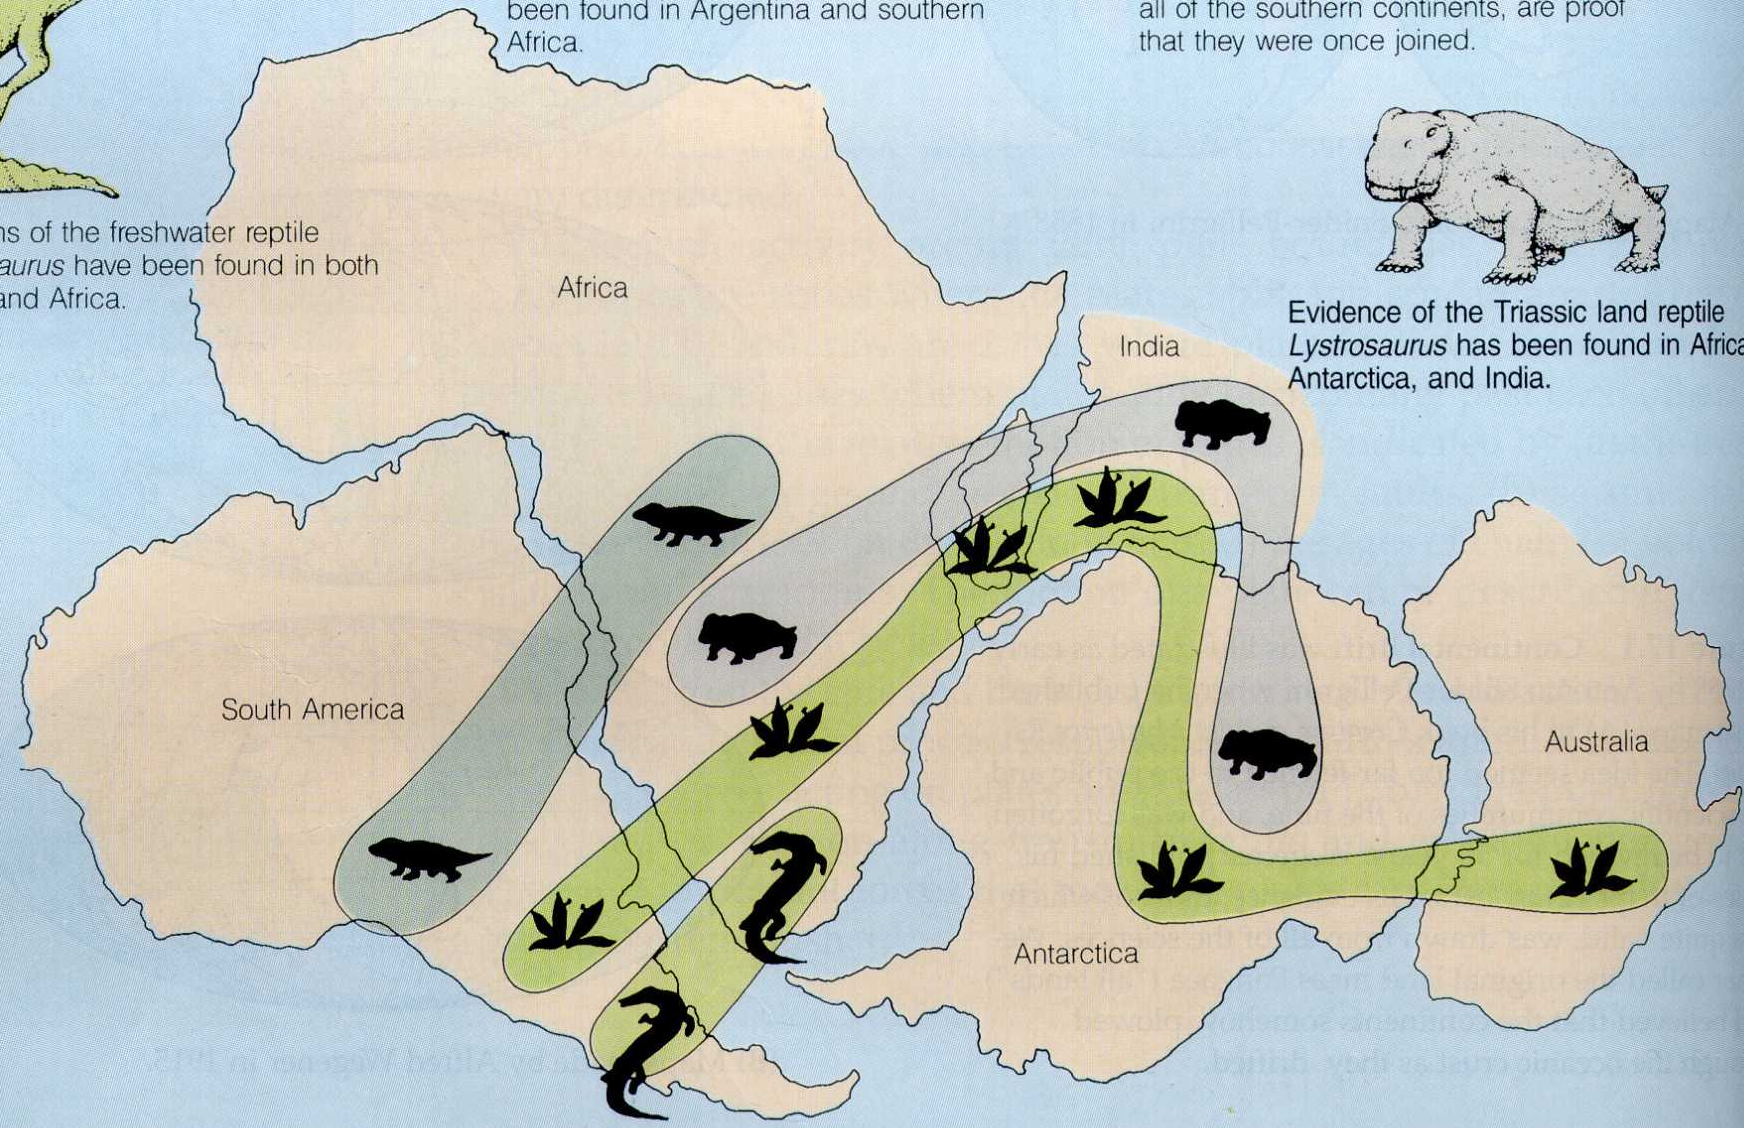 been found in Argentina and southern
Africa.
all of the southern continents, are proof
that they were once joined.
ns of the freshwater reptile
aurus have been found in both
and Africa.
Africa
India
Evidence of the Triassic land reptile
Lystrosaurus has been found in Africa
Antarctica, and India.
South America
Australia
Antarctica